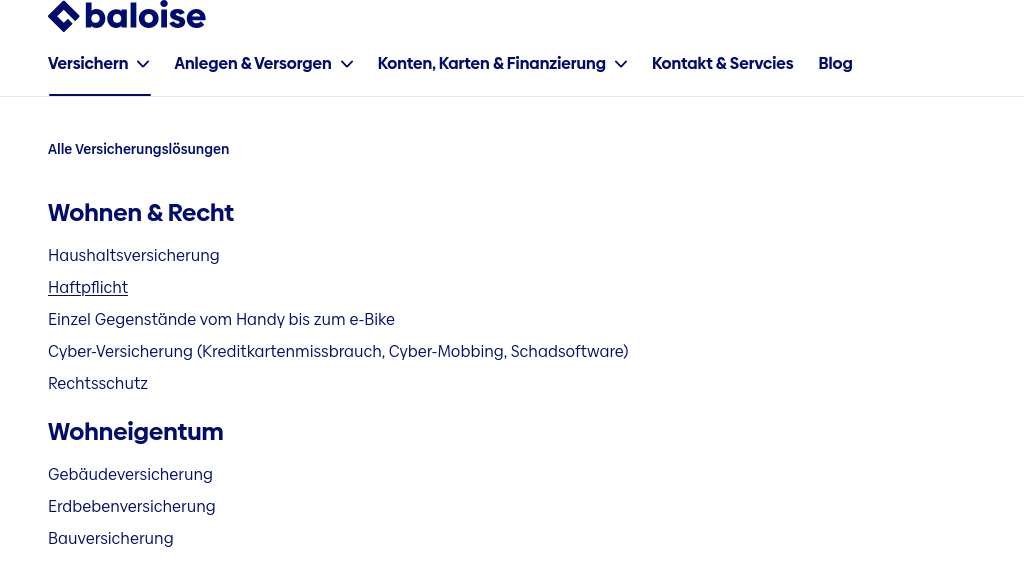 baloise
Versichern Anlegen & Versorgen Konten, Karten & Finanzierung Kontakt & Servcies Blog
Alle Versicherungslösungen
Wohnen & Recht
Haushaltsversicherung
Haftpflicht
Einzel Gegenstände vom Handy bis zum e-Bike
Cyber-Versicherung (Kreditkartenmissbrauch, Cyber-Mobbing, Schadsoftware)
Rechtsschutz
Wohneigentum
Gebäudeversicherung
Erdbebenversicherung
Bauversicherung